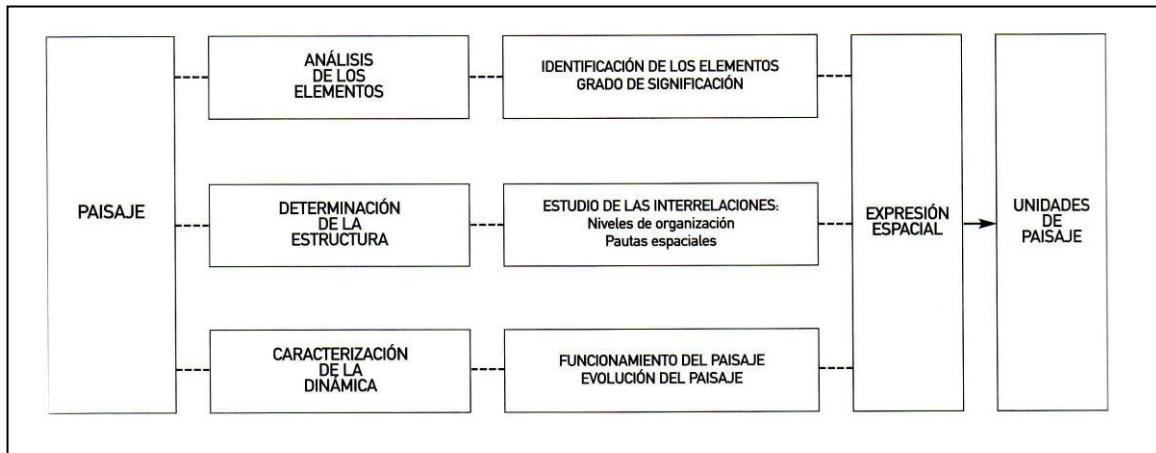 PAISAJE
ANÁLISIS
DE LOS
ELEMENTOS
IDENTIFICACIÓN DE LOS ELEMENTOS
GRADO DE SIGNIFICACIÓN
DETERMINACIÓN
DE LA
ESTRUCTURA
ESTUDIO DE LAS INTERRELACIONES:
Niveles de organización
Pautas espaciales
CARACTERIZACIÓN
DE LA
DINÁMICA
FUNCIONAMIENTO DEL PAISAJE
EVOLUCIÓN DEL PAISAJE
EXPRESIÓN
ESPACIAL
UNIDADES
DE
PAISAJE